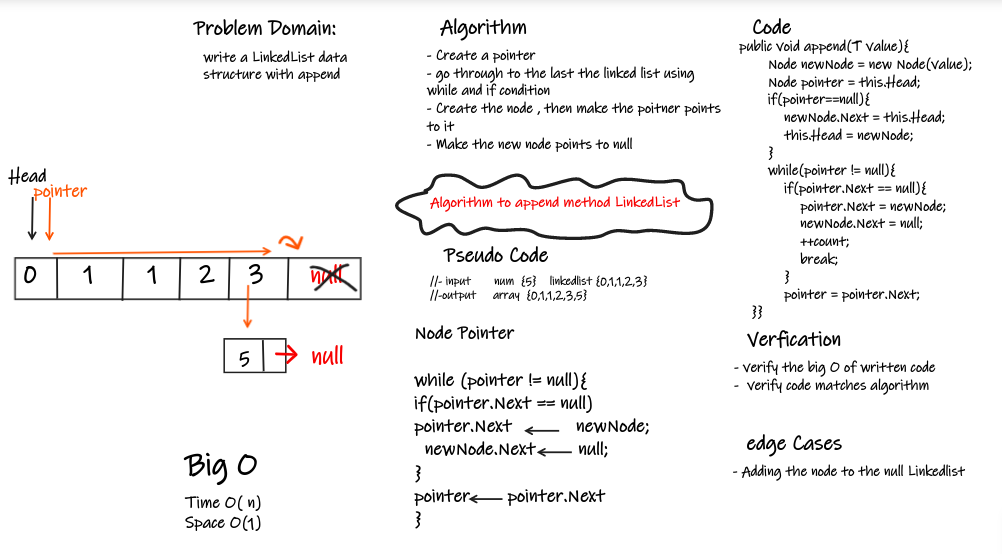 Problem Domain:
write a LinkedList data
structure with append
Head
pointer
0 1 1 2 3 null
5 null
Big O
Time O( n)
Space O(1)
Algorithm
- Create a pointer
- go through to the last the linked list using
while and if condition
- Create the node , then make the poitner points
to it
- Make the new node points to null
Algorithm to append method LinkedList
Pseudo Code
//- input num {5} linkedlist {0,1,1,2,3}
//-output array {0,1,1,2,3,5}
Node Pointer
while (pointer != null){
if(pointer.Next == null)
pointer.Next ← newNode;
newNode.Next ← null;
}
pointer ← pointer.Next
}
Code
public void append(T value){
Node newNode = new Node(value);
Node pointer = this.Head;
if(pointer==null){
newNode.Next = this.Head;
this.Head = newNode;
}
while(pointer != null){
if(pointer.Next == null){
pointer.Next = newNode;
newNode.Next = null;
++count;
break;
}
pointer = pointer.Next;
}}
Verfication
- verify the big O of written code
- verify code matches algorithm
edge Cases
- Adding the node to the null Linkedlist